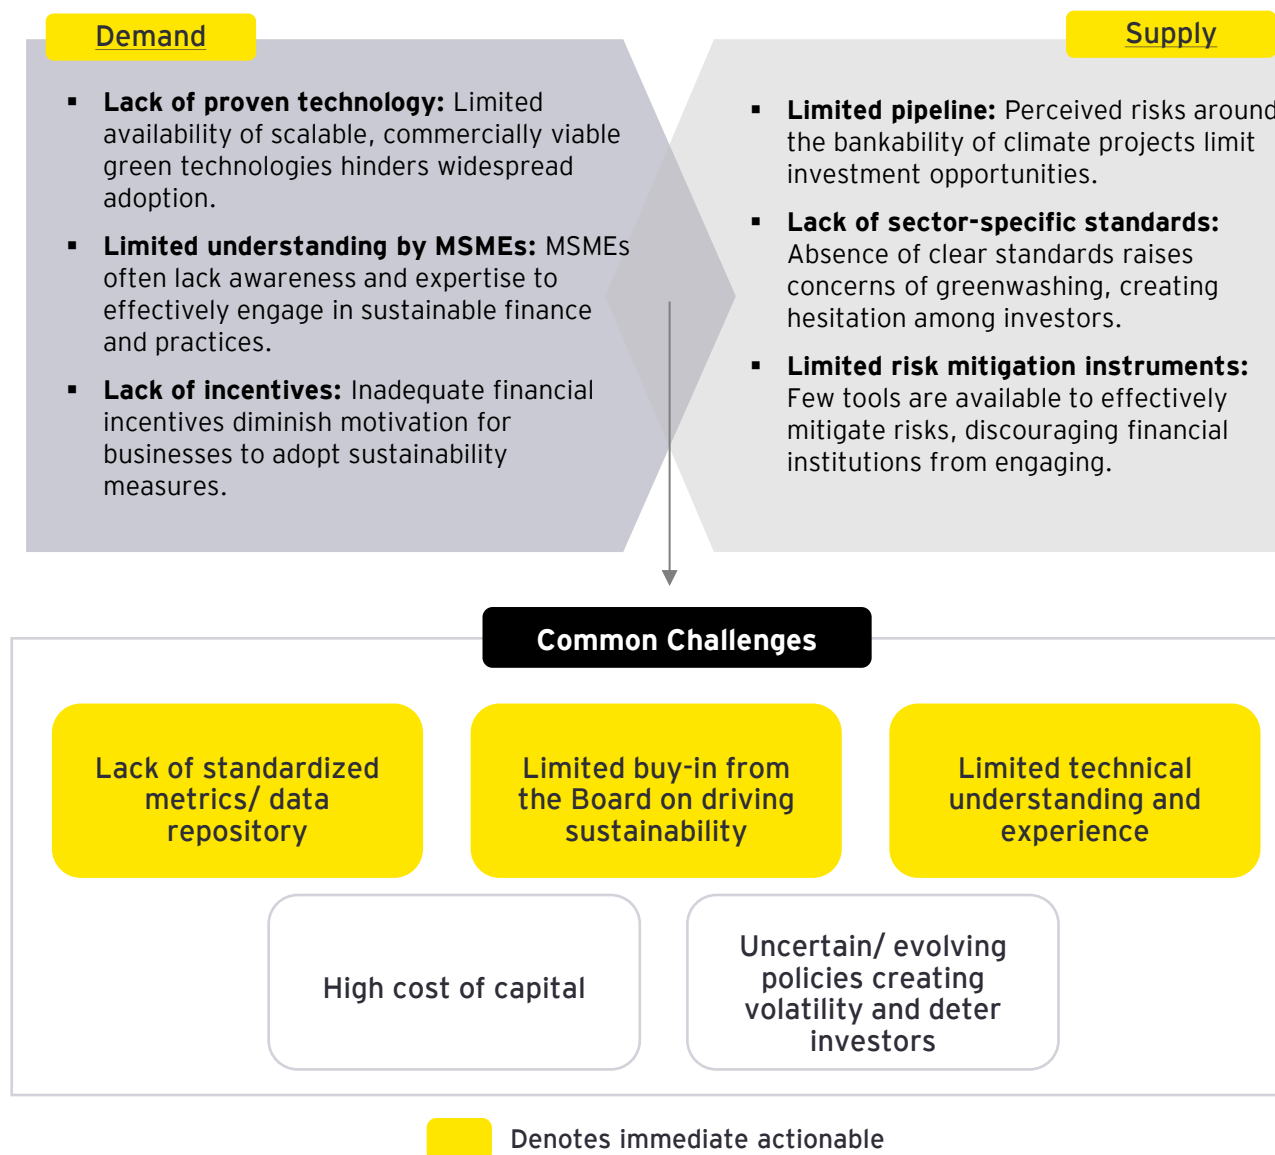 Demand
▪ Lack of proven technology: Limited
availability of scalable, commercially viable
green technologies hinders widespread
adoption.
▪ Limited understanding by MSMEs: MSMEs
often lack awareness and expertise to
effectively engage in sustainable finance
and practices.
▪ Lack of incentives: Inadequate financial
incentives diminish motivation for
businesses to adopt sustainability
measures.
Supply
▪ Limited pipeline: Perceived risks around
the bankability of climate projects limit
investment opportunities.
▪ Lack of sector-specific standards:
Absence of clear standards raises
concerns of greenwashing, creating
hesitation among investors.
▪ Limited risk mitigation instruments:
Few tools are available to effectively
mitigate risks, discouraging financial
institutions from engaging.
Common Challenges
Lack of standardized
metrics/ data
repository
Limited buy-in from
the Board on driving
sustainability
Limited technical
understanding and
experience
High cost of capital
Uncertain/ evolving
policies creating
volatility and deter
investors
Denotes immediate actionable